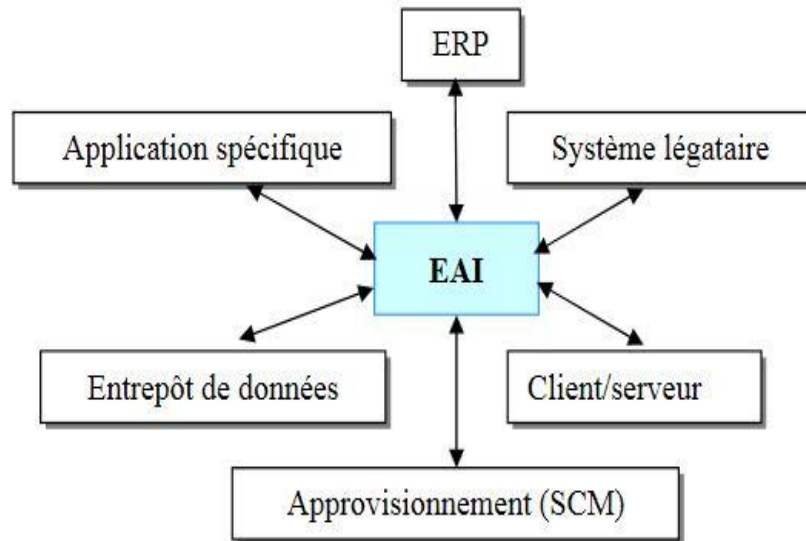 ERP
Application spécifique
Système légataire
EAI
Entrepôt de données
Client/serveur
Approvisionnement (SCM)